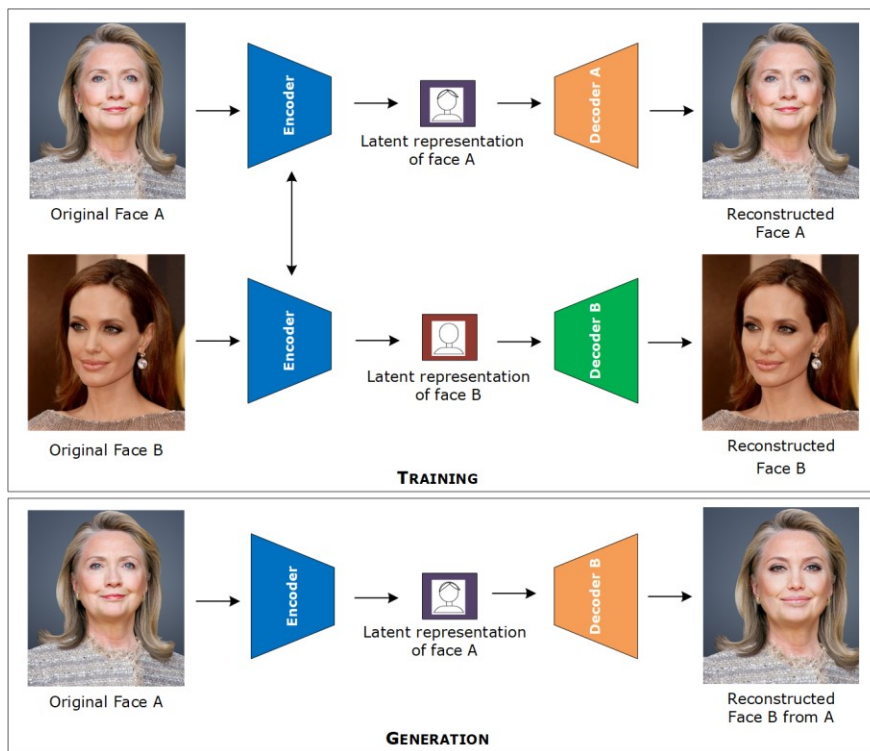 Encoder
Decoder A
Latent representation
of face A
Original Face A
Reconstructed
Face A
Encoder
Decoder B
Latent representation
of face B
Original Face B
Reconstructed
Face B
TRAINING
Encoder
Decoder B
Latent representation
of face A
Original Face A
Reconstructed
Face B from A
GENERATION